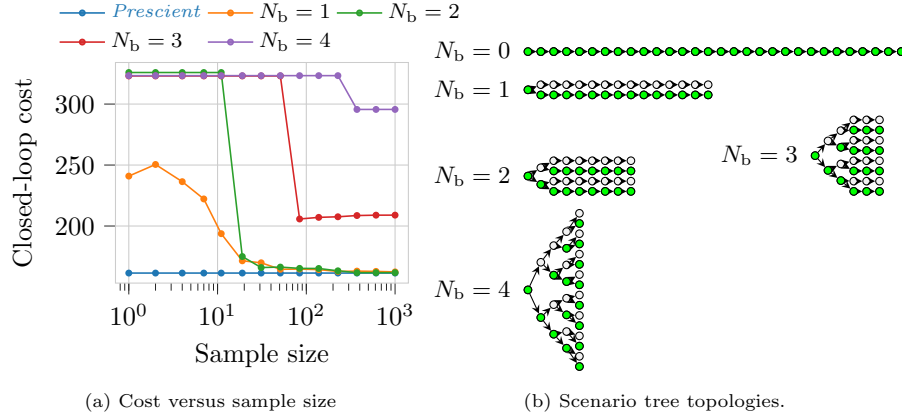 Prescient N_b = 1 N_b = 2
N_b = 3 N_b = 4
Closed-loop cost
300
250
200
10^0 10^1 10^2 10^3
Sample size
(a) Cost versus sample size
N_b = 0
N_b = 1
N_b = 2
N_b = 3
N_b = 4
(b) Scenario tree topologies.